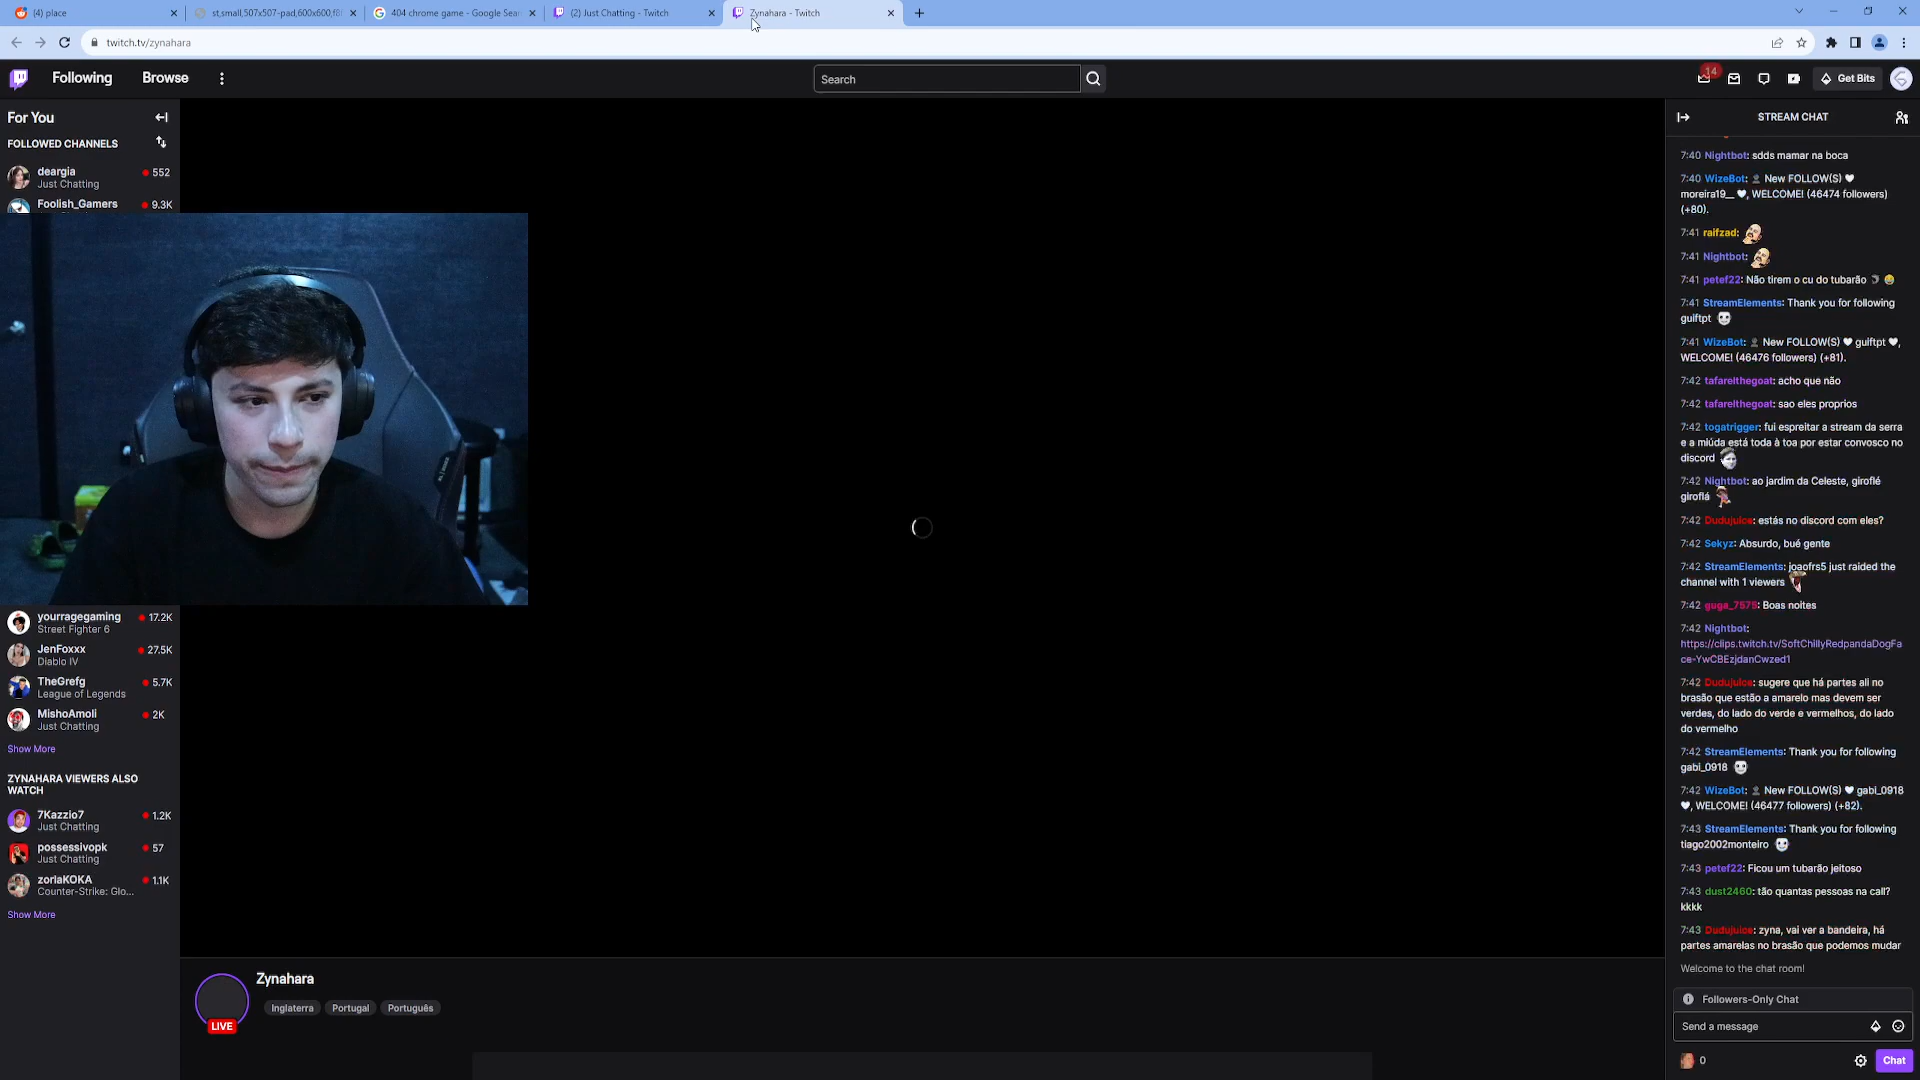 (4) place
st,small,507x507-pad,600x600,f8
404 chrome game - Google Sea
(2) Just Chatting - Twitch
Zynahara - Twitch
twitch.tv/zynahara
Following
Browse
Search
14
Get Bits
For You
FOLLOWED CHANNELS
deargia
552
Just Chatting
Foolish_Gamers
9.3K
yourragegaming
17.2K
Street Fighter 6
JenFoxxx
27.5K
Diablo IV
TheGrefg
5.7K
League of Legends
MishoAmoli
2K
Just Chatting
Show More
ZYNAHARA VIEWERS ALSO
WATCH
7Kazzio7
1.2K
Just Chatting
possessivopk
57
Just Chatting
zorlaKOKA
1.1K
Counter-Strike: Glo...
Show More
Zynahara
Inglaterra
Portugal
Português
LIVE
STREAM CHAT
7:40 Nightbot: sdds mamar na boca
7:40 WizeBot: New FOLLOW(S)
moreira19__ , WELCOME! (46474 followers)
(+80).
7:41 raifzad:
7:41 Nightbot:
7:41 petef22: Não tirem o cu do tubarão
7:41 StreamElements: Thank you for following
guiftpt
7:41 WizeBot: New FOLLOW(S) guiftpt ,
WELCOME! (46476 followers) (+81).
7:42 tafarelthegoat: acho que não
7:42 tafarelthegoat: sao eles proprios
7:42 togatrigger: fui espreitar a stream da serra
e a miúda está toda à toa por estar convosco no
discord
7:42 Nightbot: ao jardim da Celeste, giroflé
giroflá
7:42 Dudujuice: estás no discord com eles?
7:42 Sekyz: Absurdo, bué gente
7:42 StreamElements: joaofrs5 just raided the
channel with 1 viewers
7:42 guga_7575: Boas noites
7:42 Nightbot:
https://clips.twitch.tv/SoftChillyRedpandaDogFa
ce-YwCBEzjdanCwzed1
7:42 Dudujuice: sugere que há partes ali no
brasão que estão a amarelo mas devem ser
verdes, do lado do verde e vermelhos, do lado
do vermelho
7:42 StreamElements: Thank you for following
gabi_0918
7:42 WizeBot: New FOLLOW(S) gabi_0918
, WELCOME! (46477 followers) (+82).
7:43 StreamElements: Thank you for following
tiago2002monteiro
7:43 petef22: Ficou um tubarão jeitoso
7:43 dust2460: tão quantas pessoas na call?
kkkk
7:43 Dudujuice: zyna, vai ver a bandeira, há
partes amarelas no brasão que podemos mudar
Welcome to the chat room!
Followers-Only Chat
Send a message
0
Chat